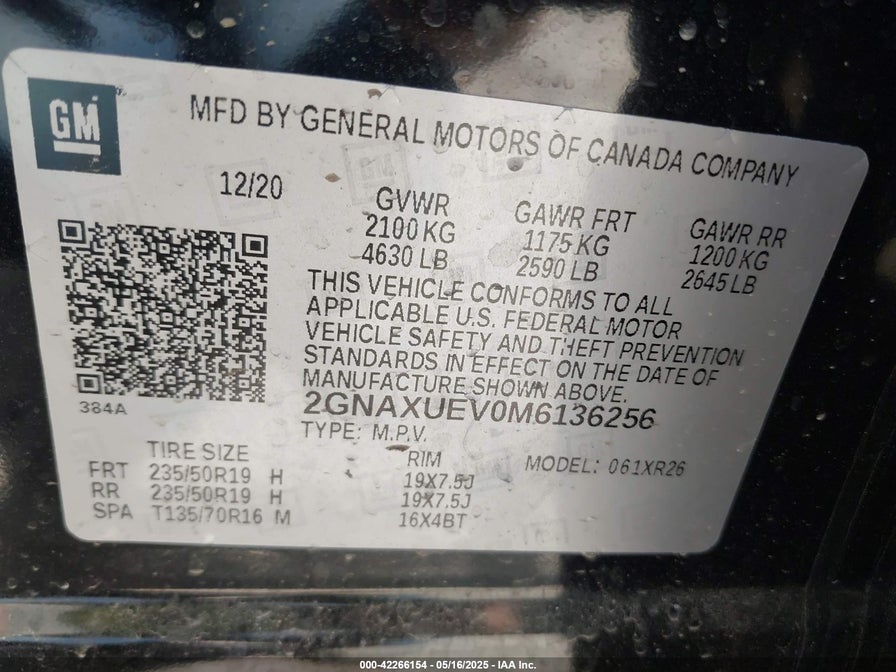 GM
MFD BY GENERAL MOTORS OF CANADA COMPANY
12/20
GVWR
2100 KG
4630 LB
GAWR FRT
1175 KG
2590 LB
GAWR RR
1200 KG
2645 LB
THIS VEHICLE CONFORMS TO ALL
APPLICABLE U.S. FEDERAL MOTOR
VEHICLE SAFETY AND THEFT PREVENTION
STANDARDS IN EFFECT ON THE DATE OF
MANUFACTURE SHOWN ABOVE.
384A
2GNAXUEV0M6136256
TYPE: M.P.V.
TIRE SIZE RIM MODEL: 061XR26
FRT 235/50R19 H 19X7.5J
RR 235/50R19 H 19X7.5J
SPA T135/70R16 M 16X4BT
000-42266154 - 05/16/2025 - IAA Inc.